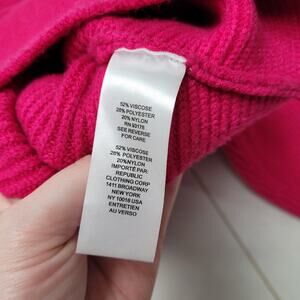 52% VISCOSE
28% POLYESTER
20% NYLON
RN 93178
SEE REVERSE
FOR CARE
52% VISCOSE
28% POLYESTER
20%NYLON
IMPORTÉ PAR:
REPUBLIC
CLOTHING CORP
1411 BROADWAY
NEW YORK
NY 10018 USA
ENTRETIEN
AU VERSO